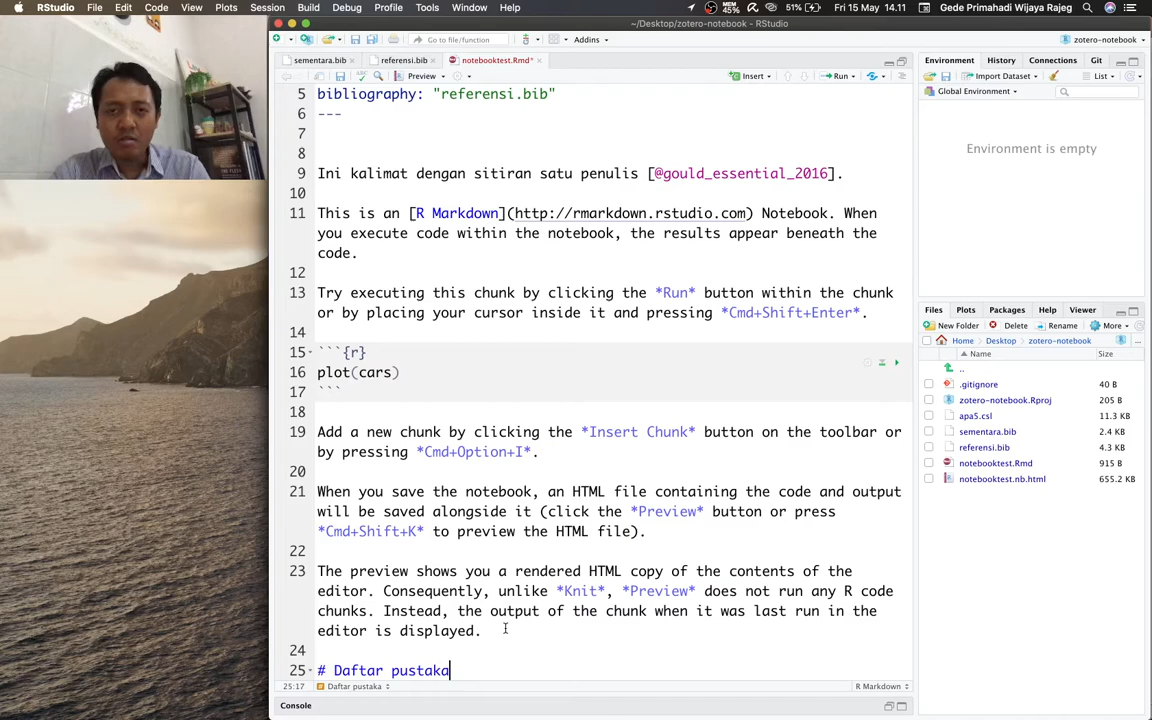 RStudio File Edit Code View Plots Session Build Debug Profile Tools Window Help MEM 45% 51% Fri 15 May 14.11 Gede Primahadi Wijaya Rajeg
~/Desktop/zotero-notebook - RStudio
Go to file/function Addins zotero-notebook
sementara.bib referensi.bib notebooktest.Rmd*
Preview Insert Run
5 bibliography: "referensi.bib"
6 ---
7
8
9 Ini kalimat dengan sitiran satu penulis [@gould_essential_2016].
10
11 This is an [R Markdown](http://rmarkdown.rstudio.com) Notebook. When
you execute code within the notebook, the results appear beneath the
code.
12
13 Try executing this chunk by clicking the *Run* button within the chunk
or by placing your cursor inside it and pressing *Cmd+Shift+Enter*.
14
15 ```{r}
16 plot(cars)
17 ```
18
19 Add a new chunk by clicking the *Insert Chunk* button on the toolbar or
by pressing *Cmd+Option+I*.
20
21 When you save the notebook, an HTML file containing the code and output
will be saved alongside it (click the *Preview* button or press
*Cmd+Shift+K* to preview the HTML file).
22
23 The preview shows you a rendered HTML copy of the contents of the
editor. Consequently, unlike *Knit*, *Preview* does not run any R code
chunks. Instead, the output of the chunk when it was last run in the
editor is displayed.
24
25 # Daftar pustaka
25:17 # Daftar pustaka R Markdown
Console
Environment History Connections Git
Import Dataset List
Global Environment
Environment is empty
Files Plots Packages Help Viewer
New Folder Delete Rename More
Home Desktop zotero-notebook ...
Name Size
..
.gitignore 40 B
zotero-notebook.Rproj 205 B
apa5.csl 11.3 KB
sementara.bib 2.4 KB
referensi.bib 4.3 KB
notebooktest.Rmd 915 B
notebooktest.nb.html 655.2 KB